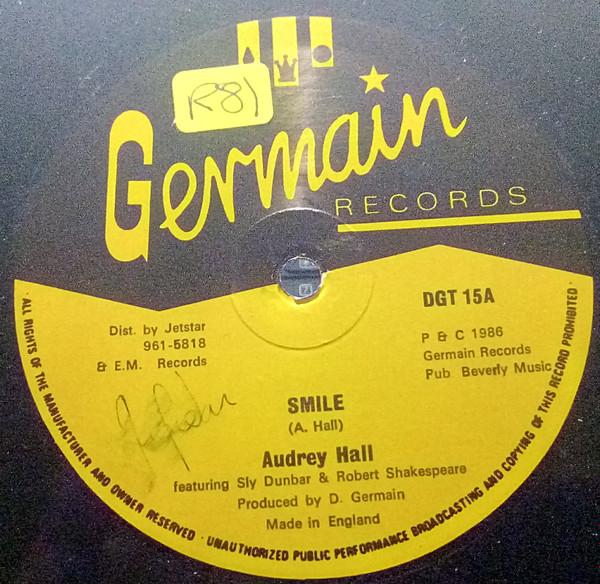 R81
Germain
RECORDS
DGT 15A
Dist. by Jetstar
961-5818
& E.M. Records
P & C 1986
Germain Records
Pub Beverly Music
SMILE
(A. Hall)
Audrey Hall
featuring Sly Dunbar & Robert Shakespeare
Produced by D. Germain
Made in England
· ALL RIGHTS OF THE MANUFACTURER AND OWNER RESERVED · UNAUTHORIZED PUBLIC PERFORMANCE BROADCASTING AND COPYING OF THIS RECORD PROHIBITED ·